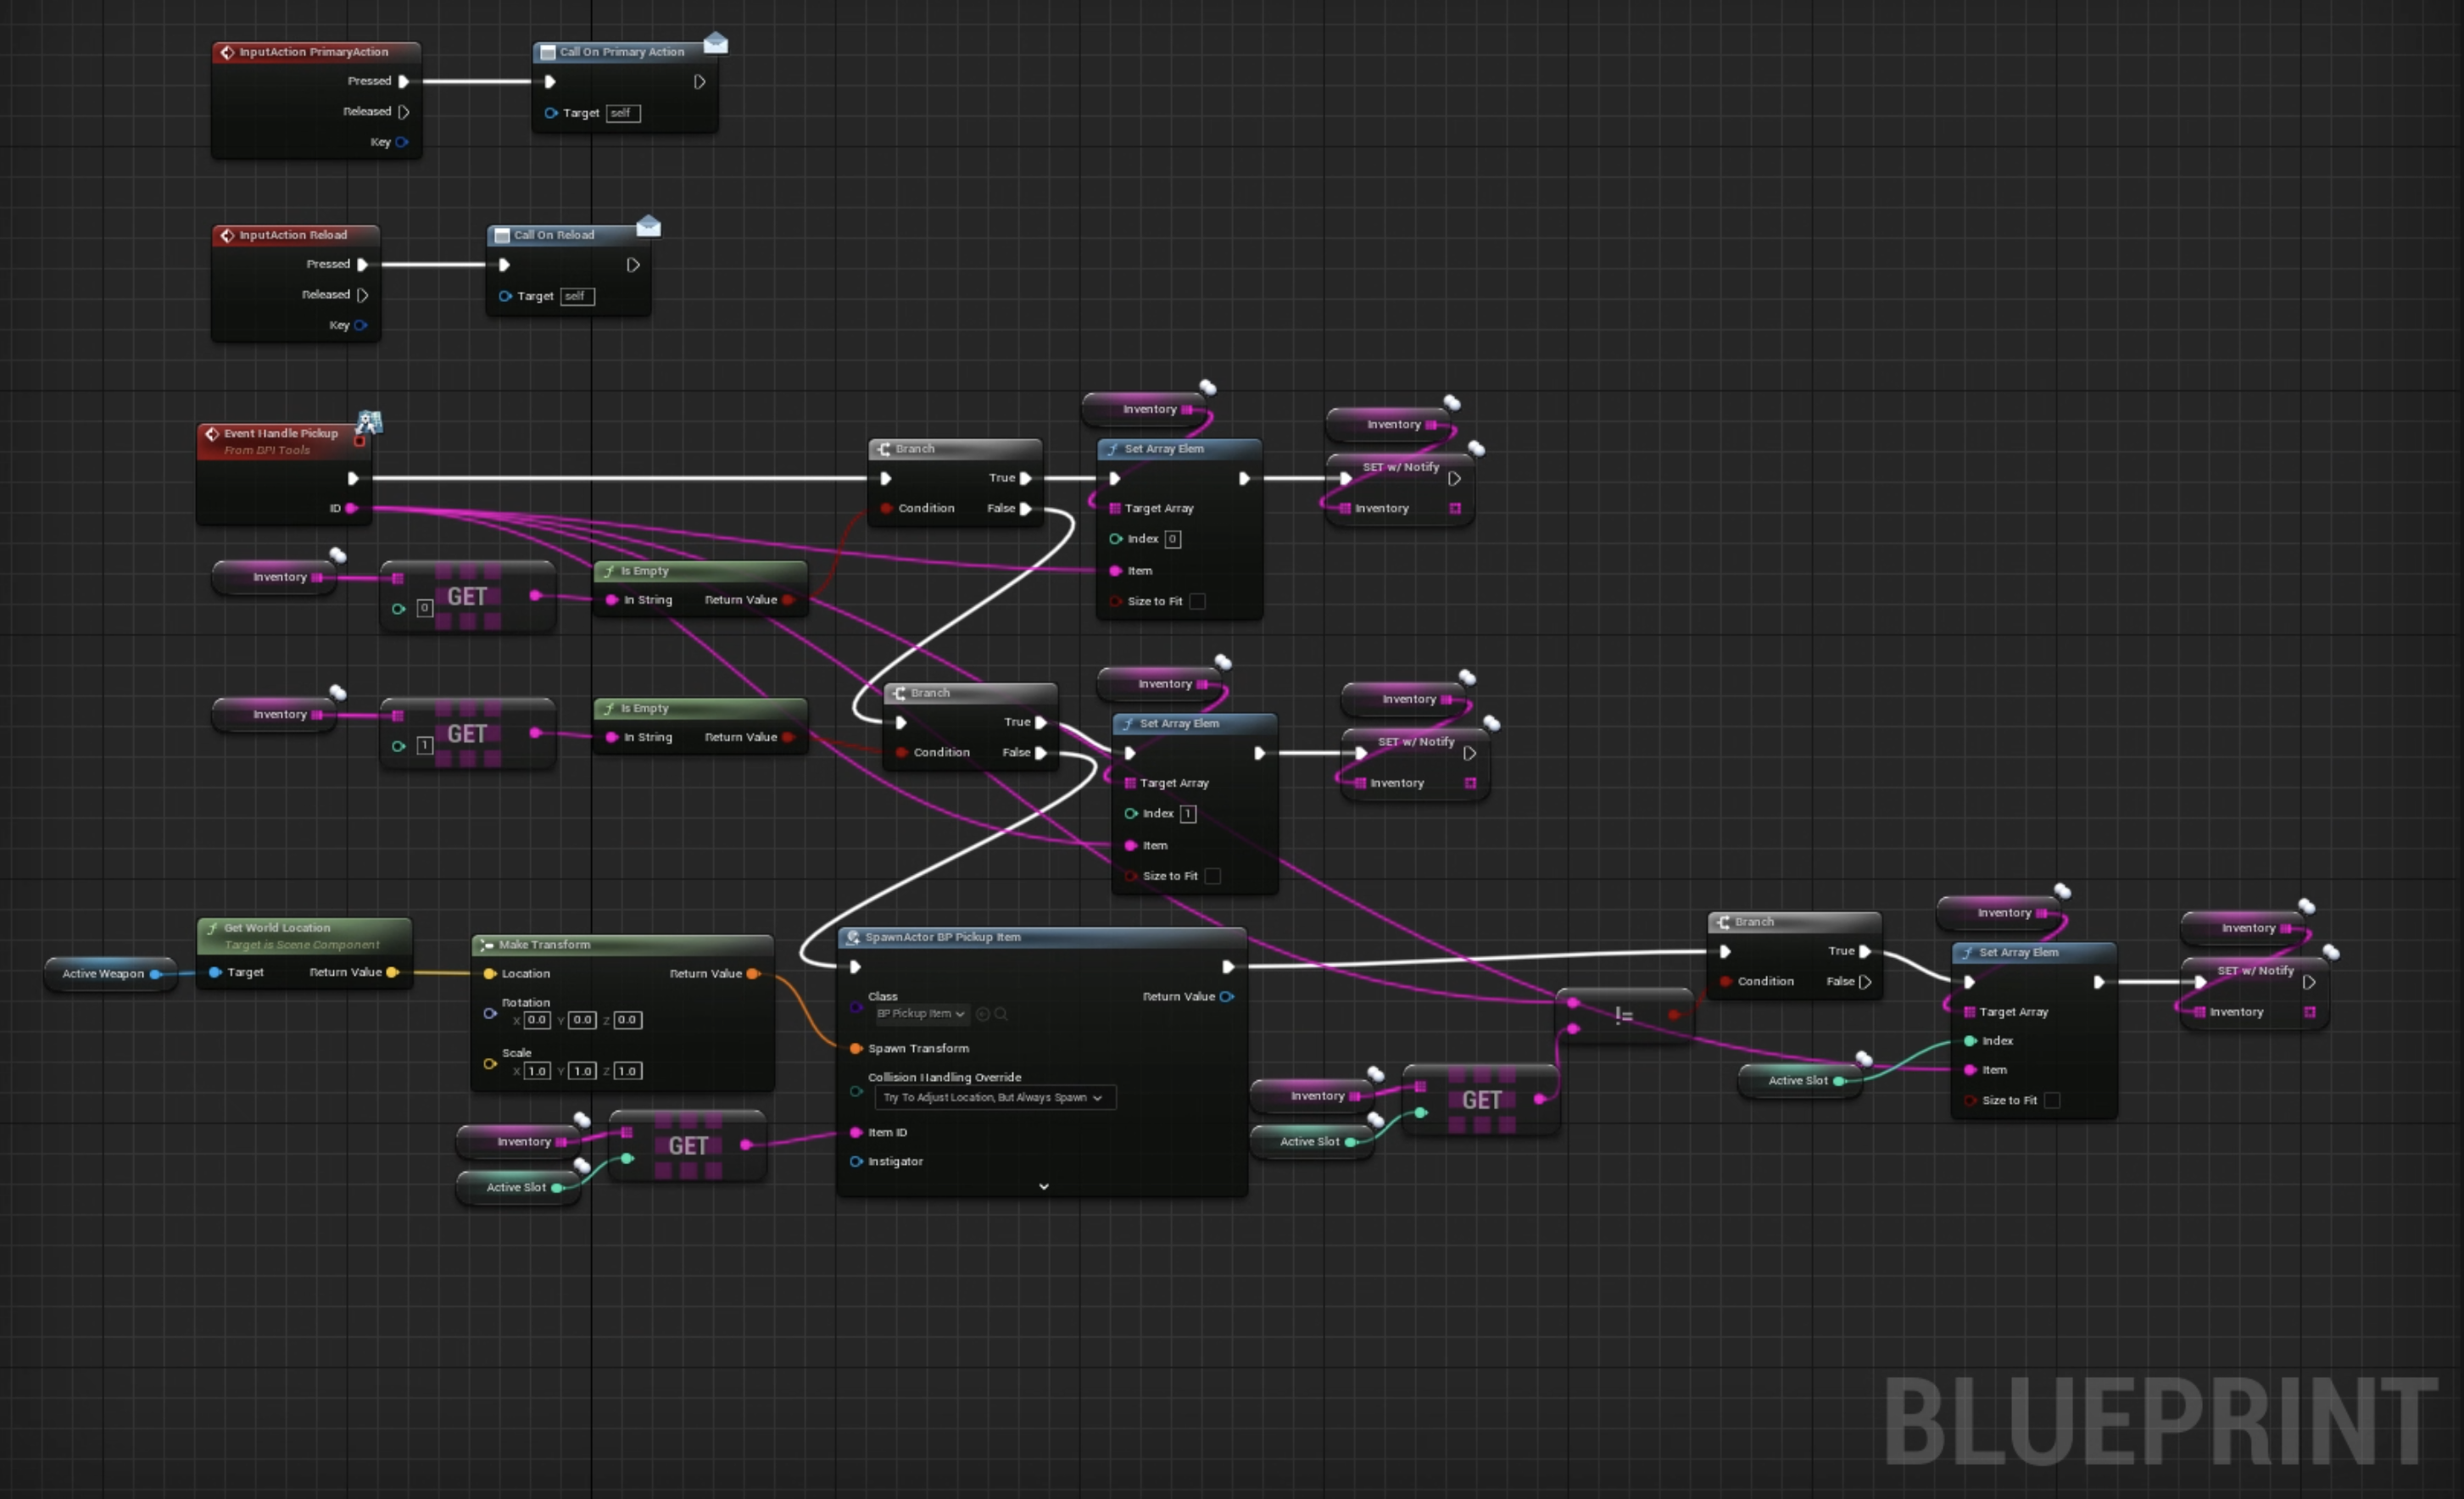 InputAction PrimaryAction
Pressed
Released
Key
Call On Primary Action
Target self
InputAction Reload
Pressed
Released
Key
Call On Reload
Target self
Event Handle Pickup
From DPI Tools
ID
Branch
True
Condition False
Inventory
Set Array Elem
Target Array
Index 0
Item
Size to Fit
Inventory
SET w/ Notify
Inventory
Inventory
0
GET
Is Empty
In String Return Value
Inventory
1
GET
Is Empty
In String Return Value
Branch
True
Condition False
Inventory
Set Array Elem
Target Array
Index 1
Item
Size to Fit
Inventory
SET w/ Notify
Inventory
Active Weapon
Get World Location
Target is Scene Component
Target Return Value
Make Transform
Location Return Value
Rotation
X 0.0 Y 0.0 Z 0.0
Scale
X 1.0 Y 1.0 Z 1.0
Inventory
Active Slot
GET
SpawnActor BP Pickup Item
Class
BP Pickup Item
Return Value
Spawn Transform
Collision Handling Override
Try To Adjust Location, But Always Spawn
Item ID
Instigator
Inventory
Active Slot
GET
!=
Branch
True
Condition False
Active Slot
Inventory
Set Array Elem
Target Array
Index
Item
Size to Fit
Inventory
SET w/ Notify
Inventory
BLUEPRINT